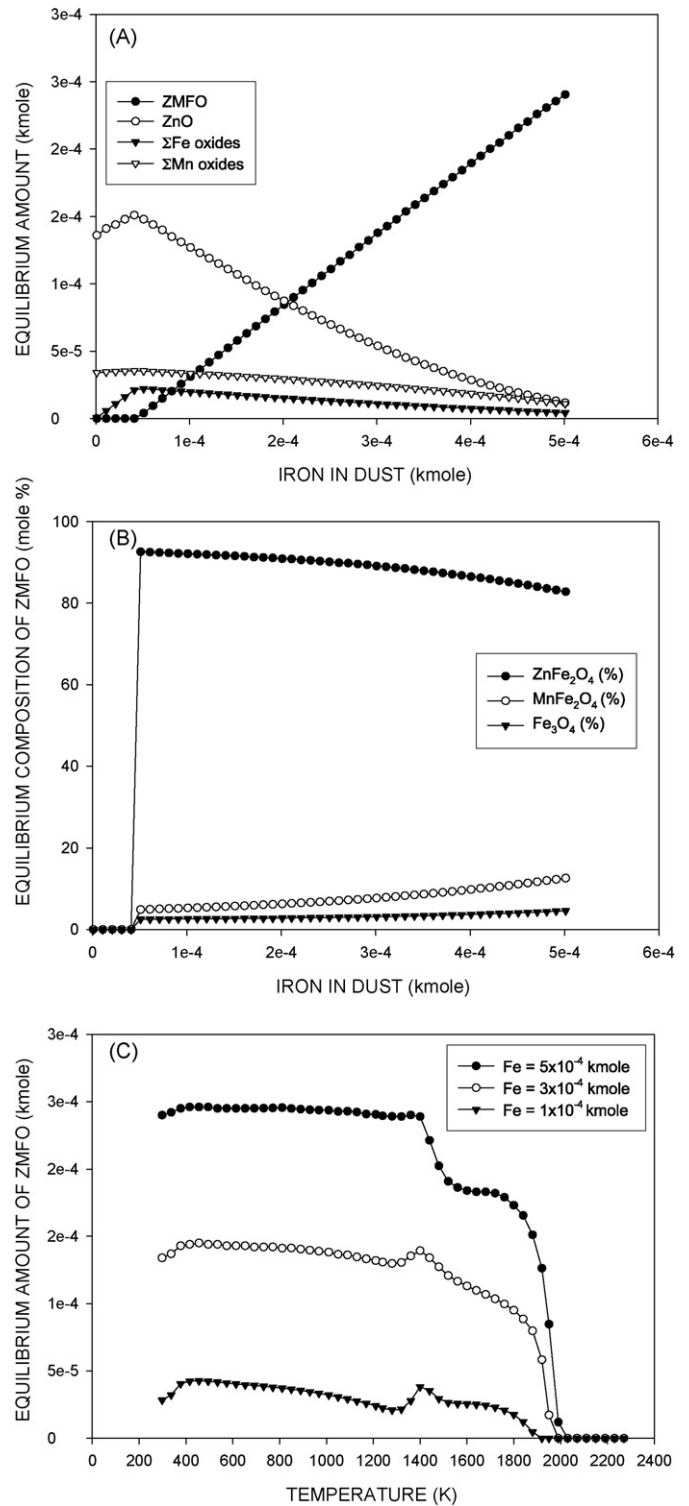 (A)
3e-4
3e-4
2e-4
2e-4
1e-4
5e-5
0
EQUILIBRIUM AMOUNT (kmole)
ZMFO
ZnO
ΣFe oxides
ΣMn oxides
0 1e-4 2e-4 3e-4 4e-4 5e-4 6e-4
IRON IN DUST (kmole)
(B)
100
80
60
40
20
0
EQUILIBRIUM COMPOSITION OF ZMFO (mole %)
ZnFe₂O₄ (%)
MnFe₂O₄ (%)
Fe₃O₄ (%)
0 1e-4 2e-4 3e-4 4e-4 5e-4 6e-4
IRON IN DUST (kmole)
(C)
3e-4
3e-4
2e-4
2e-4
1e-4
5e-5
0
EQUILIBRIUM AMOUNT OF ZMFO (kmole)
Fe = 5x10⁻⁴ kmole
Fe = 3x10⁻⁴ kmole
Fe = 1x10⁻⁴ kmole
0 200 400 600 800 1000 1200 1400 1600 1800 2000 2200 2400
TEMPERATURE (K)